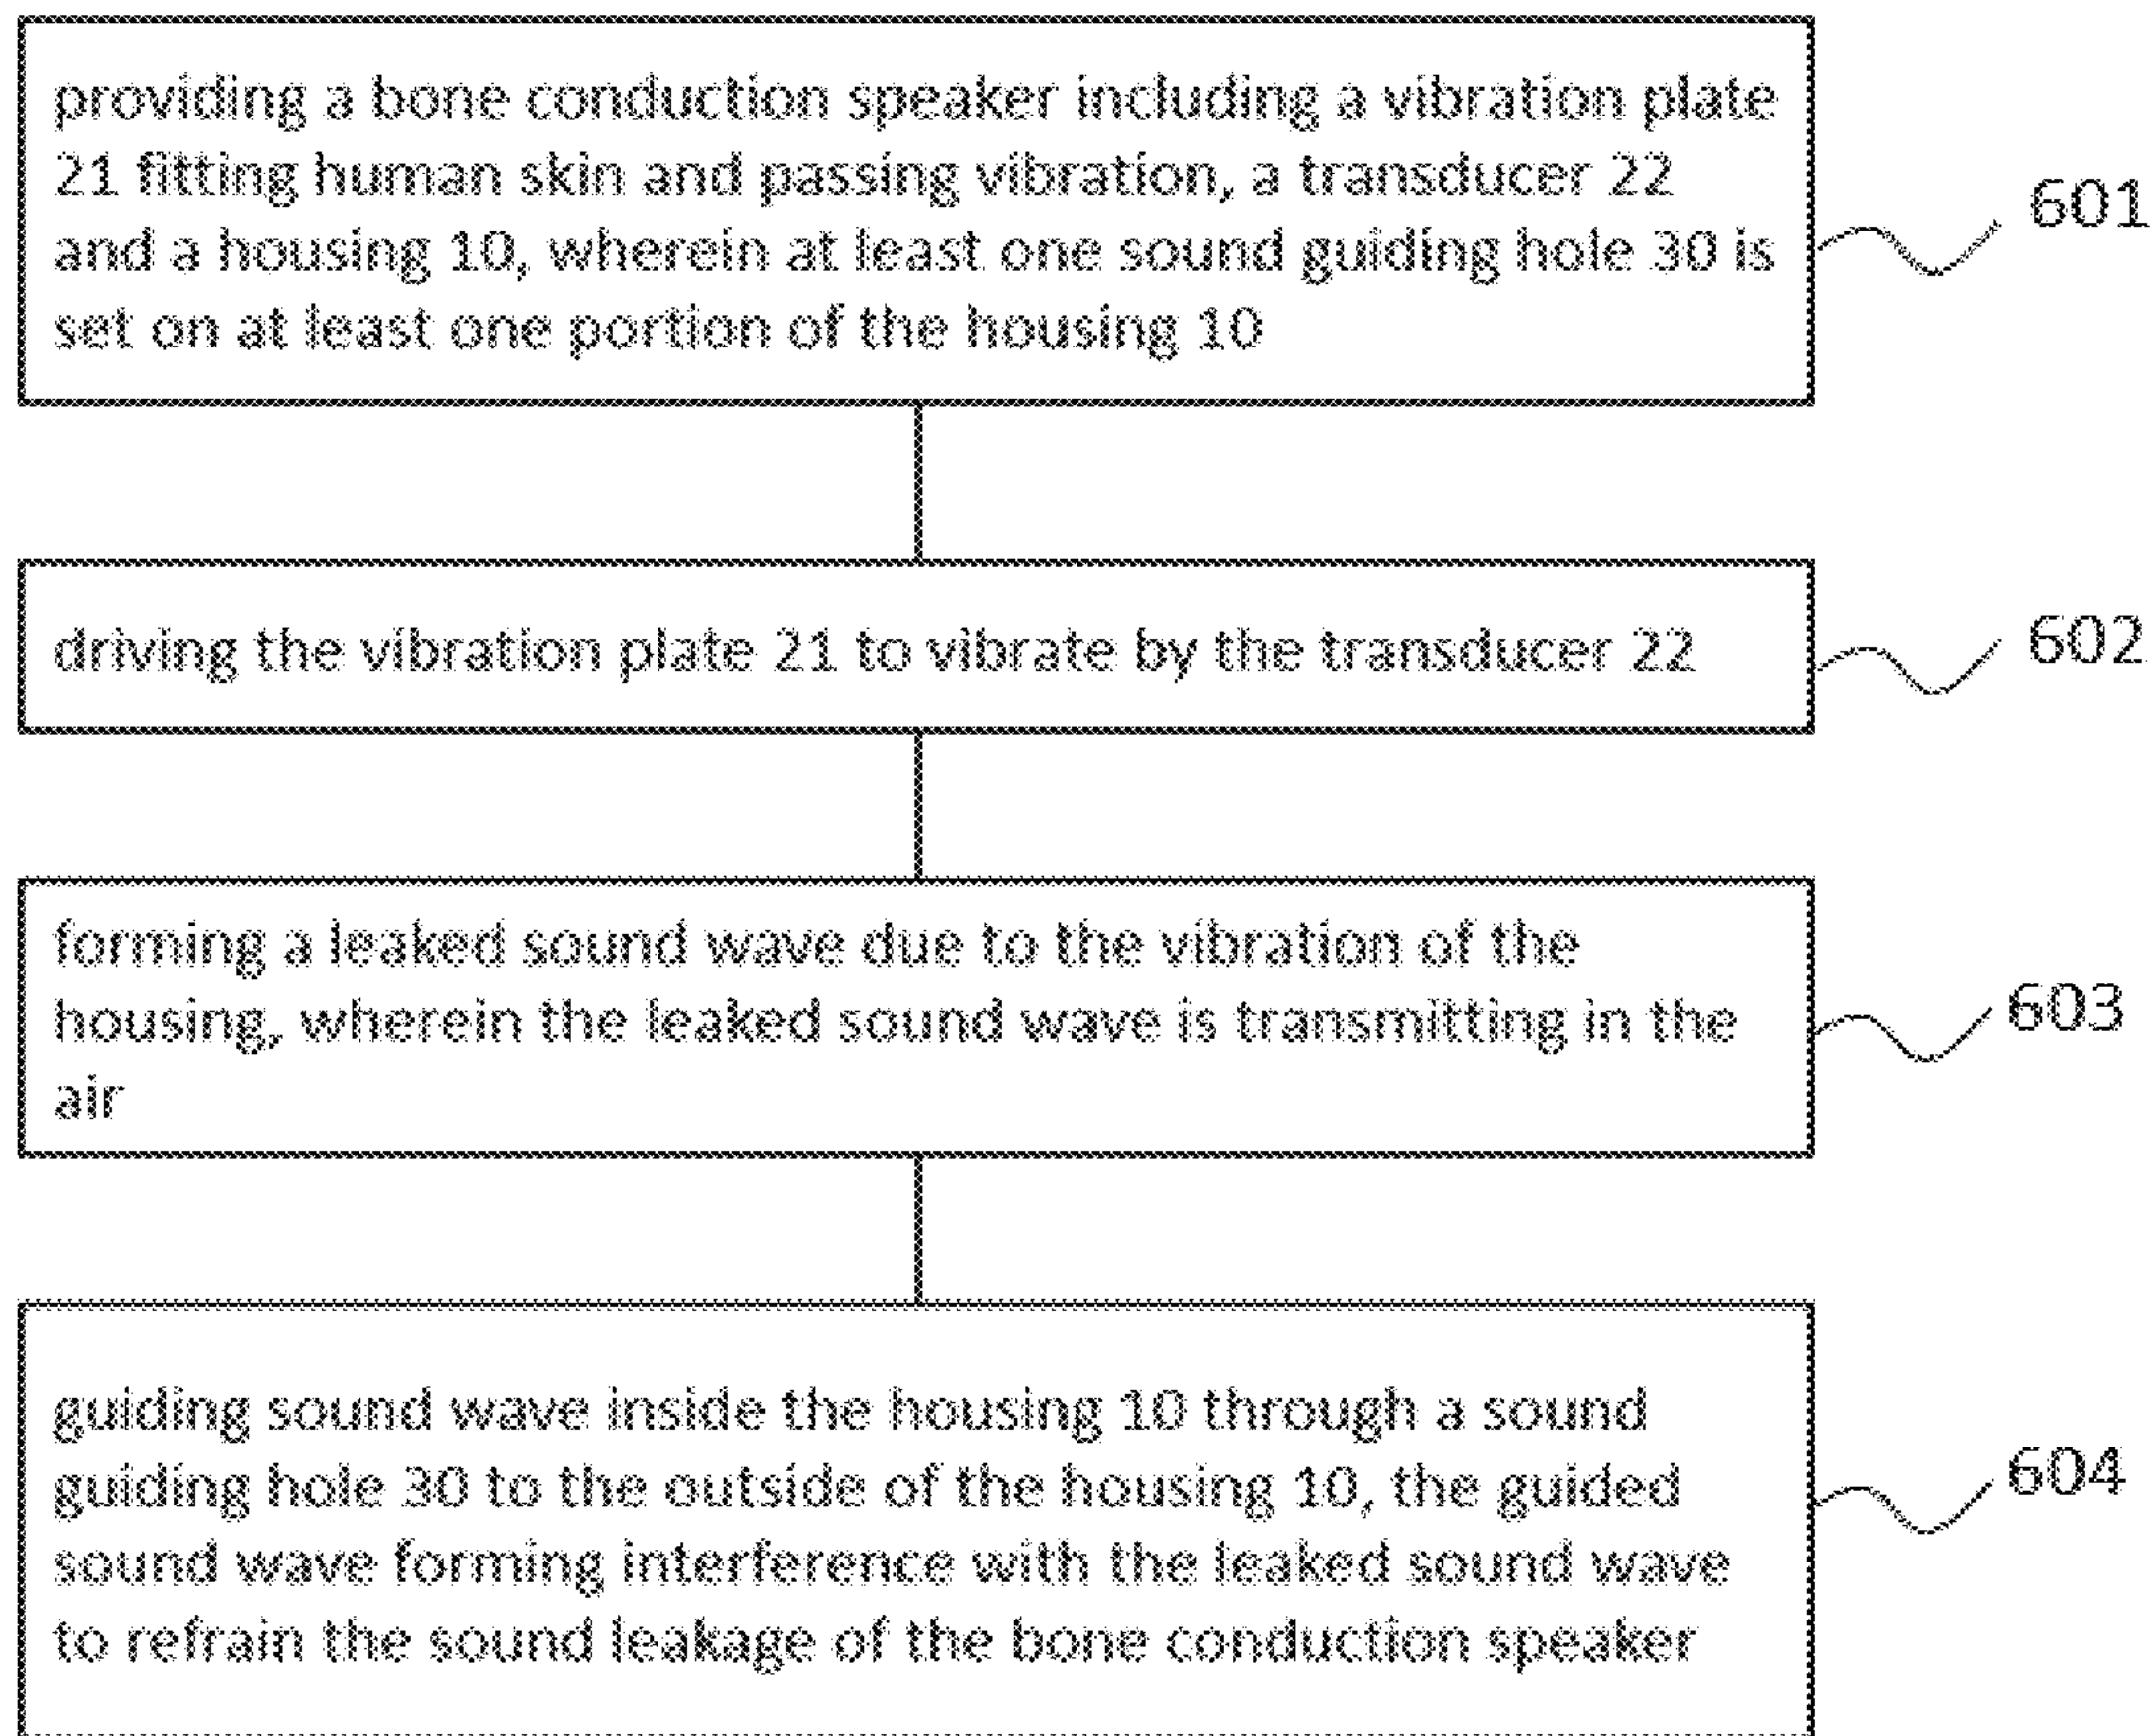 providing a bone conduction speaker including a vibration plate
21 fitting human skin and passing vibration, a transducer 22
and a housing 10, wherein at least one sound guiding hole 30 is
set on at least one portion of the housing 10
601
driving the vibration plate 21 to vibrate by the transducer 22
602
forming a leaked sound wave due to the vibration of the
housing, wherein the leaked sound wave is transmitting in the
air
603
guiding sound wave inside the housing 10 through a sound
guiding hole 30 to the outside of the housing 10, the guided
sound wave forming interference with the leaked sound wave
to refrain the sound leakage of the bone conduction speaker
604